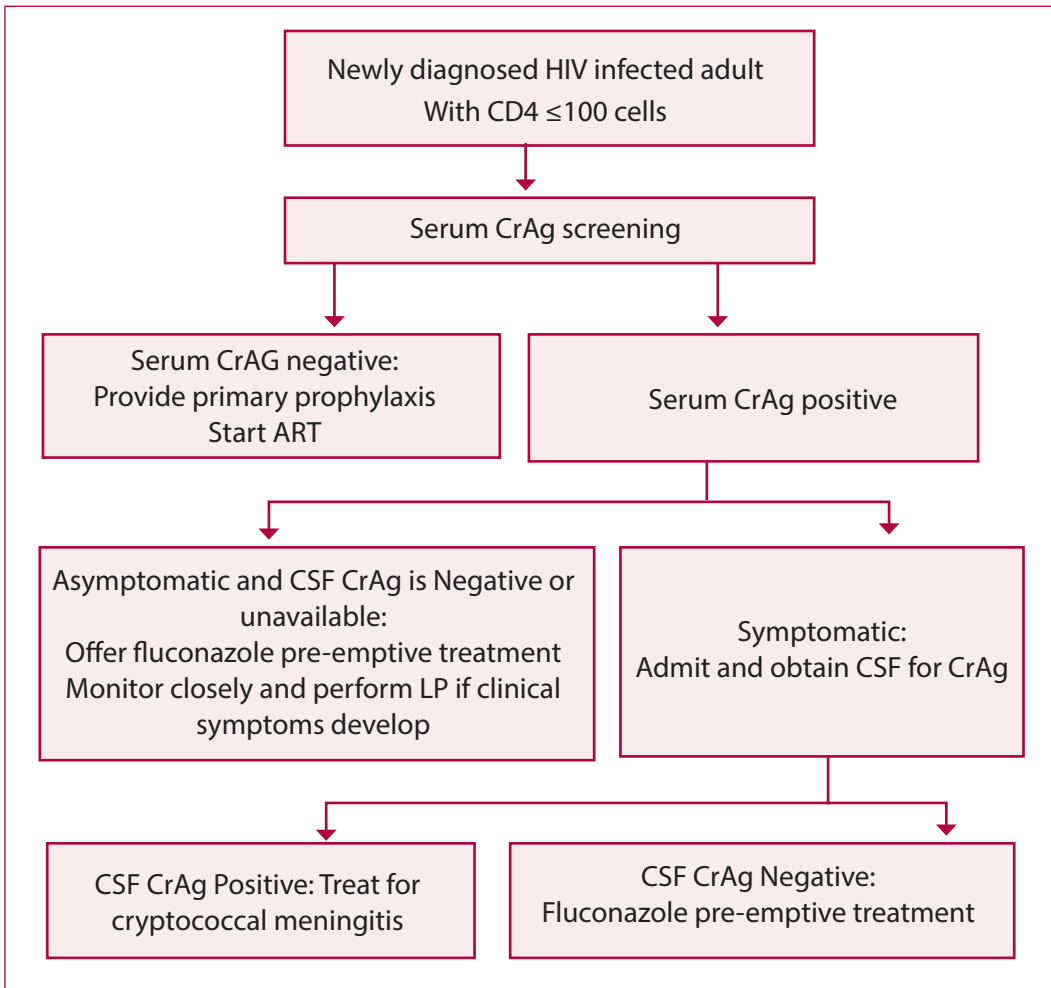 Newly diagnosed HIV infected adult
With CD4 ≤100 cells
Serum CrAg screening
Serum CrAG negative:
Provide primary prophylaxis
Start ART
Serum CrAg positive
Asymptomatic and CSF CrAg is Negative or
unavailable:
Offer fluconazole pre-emptive treatment
Monitor closely and perform LP if clinical
symptoms develop
Symptomatic:
Admit and obtain CSF for CrAg
CSF CrAg Positive: Treat for
cryptococcal meningitis
CSF CrAg Negative:
Fluconazole pre-emptive treatment